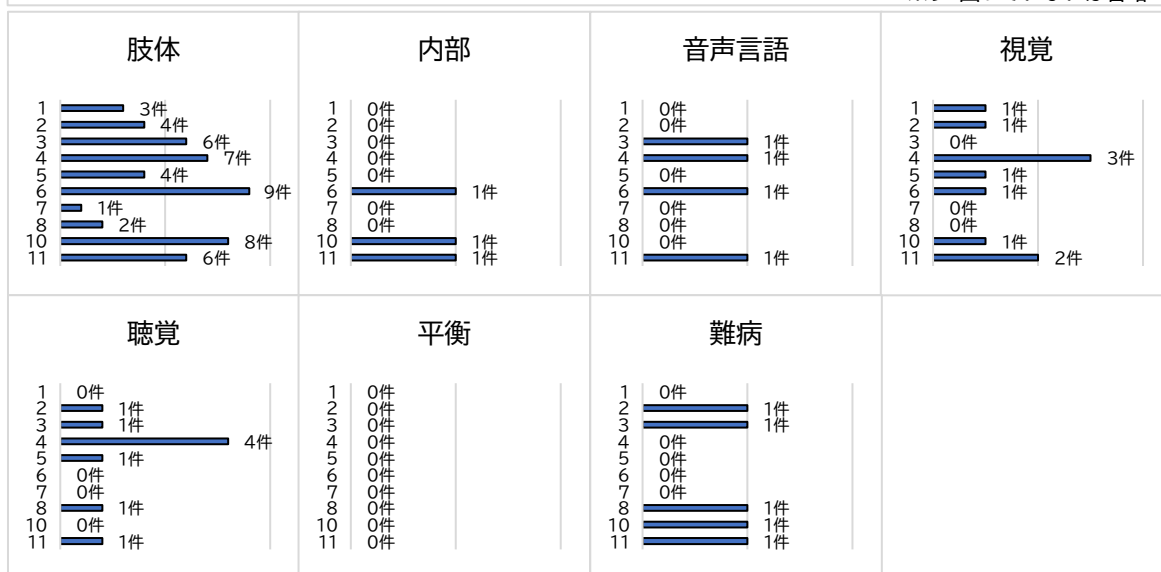 肢体
1 3件
2 4件
3 6件
4 7件
5 4件
6 9件
7 1件
8 2件
10 8件
11 6件
内部
1 0件
2 0件
3 0件
4 0件
5 0件
6 1件
7 0件
8 0件
10 1件
11 1件
音声言語
1 0件
2 0件
3 1件
4 1件
5 0件
6 1件
7 0件
8 0件
10 0件
11 1件
視覚
1 1件
2 1件
3 0件
4 3件
5 1件
6 1件
7 0件
8 0件
10 1件
11 2件
聴覚
1 0件
2 1件
3 1件
4 4件
5 1件
6 0件
7 0件
8 1件
10 0件
11 1件
平衡
1 0件
2 0件
3 0件
4 0件
5 0件
6 0件
7 0件
8 0件
10 0件
11 0件
難病
1 0件
2 1件
3 1件
4 0件
5 0件
6 0件
7 0件
8 1件
10 1件
11 1件